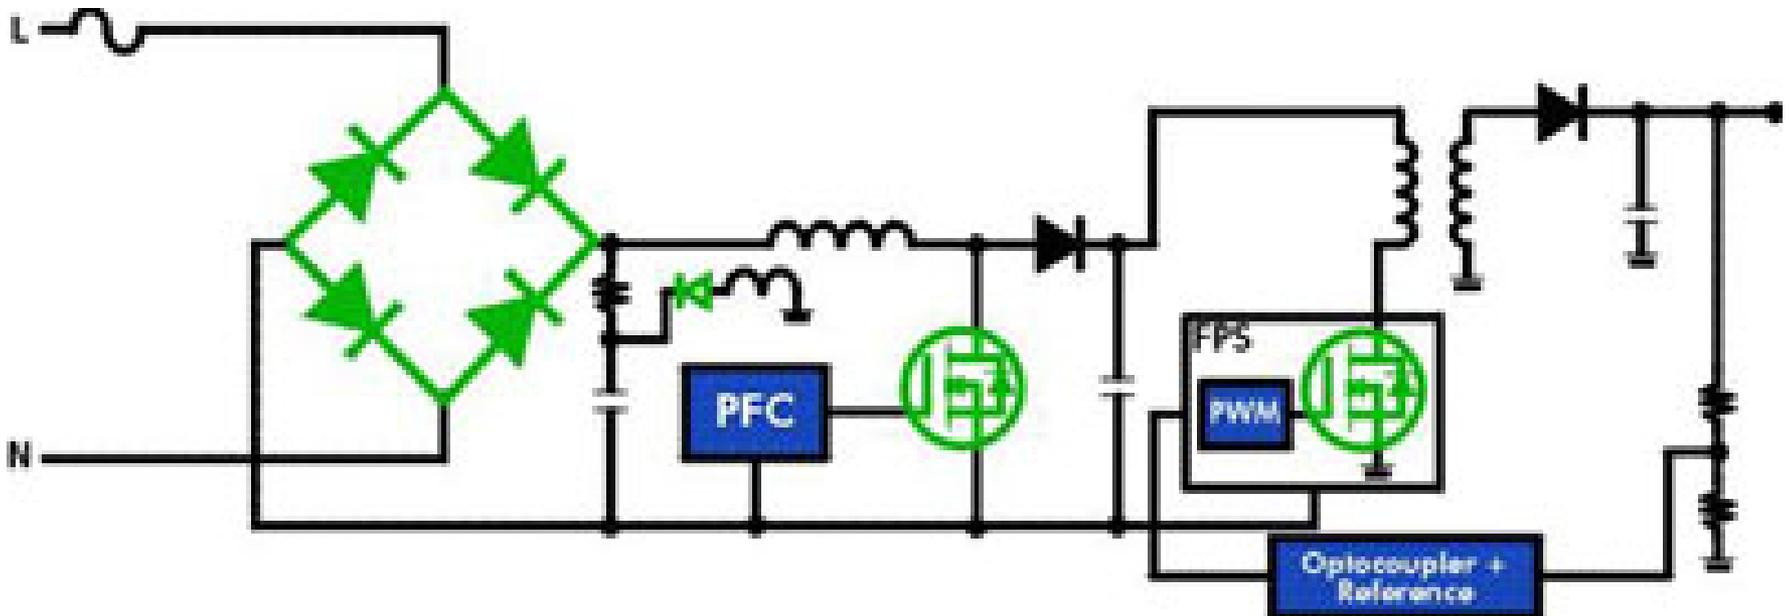 L
FPS
PFC
PWM
N
Optocoupler +
Reference